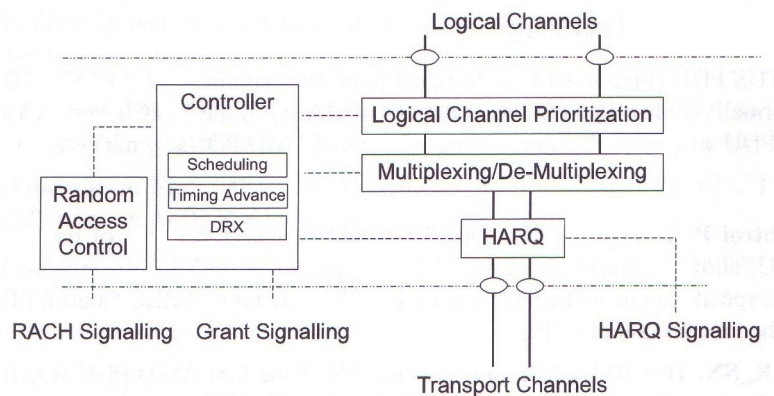 Logical Channels
Controller
Logical Channel Prioritization
Scheduling
Multiplexing/De-Multiplexing
Timing Advance
Random
Access
Control
DRX
HARQ
RACH Signalling
Grant Signalling
HARQ Signalling
Transport Channels